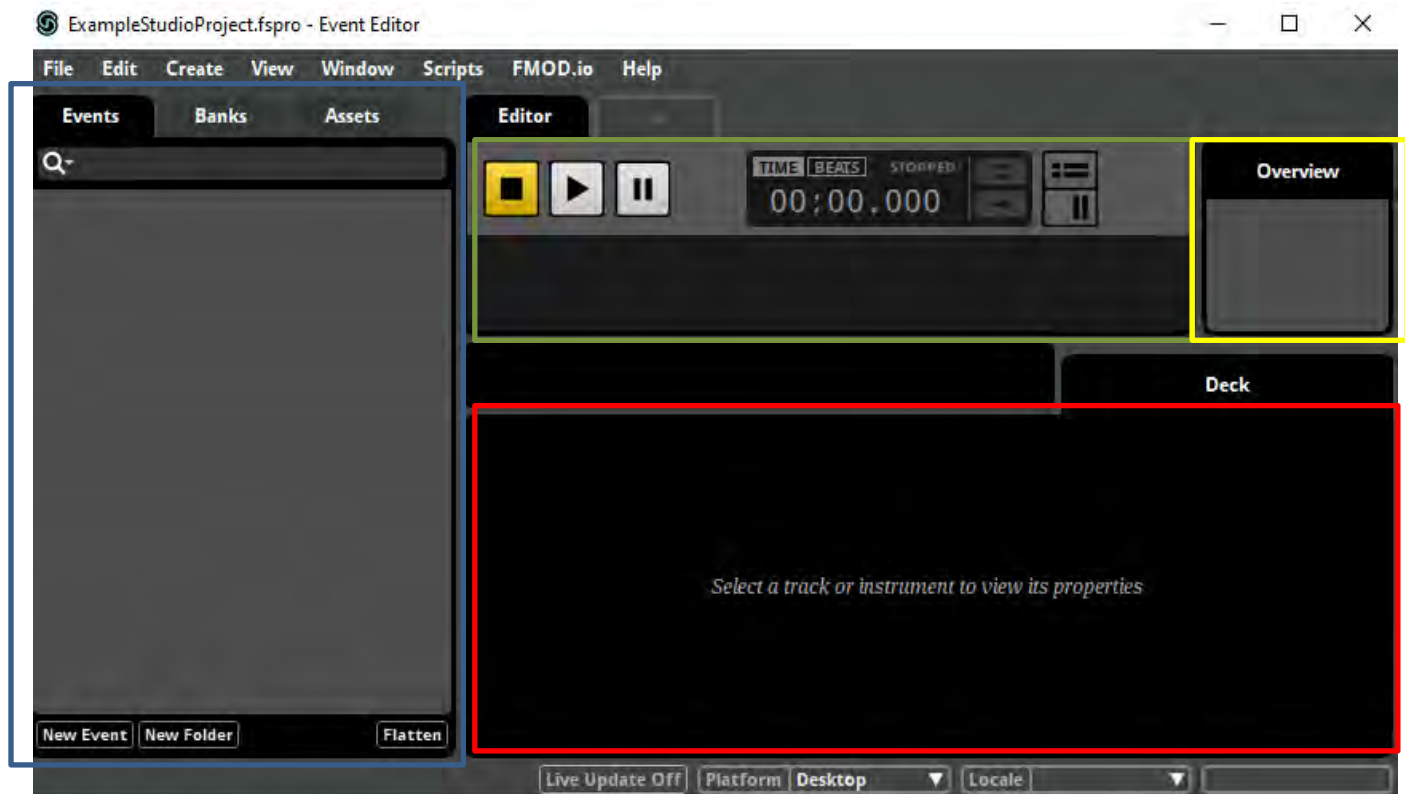 ExampleStudioProject.fspro - Event Editor
File Edit Create View Window Scripts FMOD.io Help
Events Banks Assets Editor
TIME BEATS STOPPED
00:00.000
Overview
Deck
Select a track or instrument to view its properties
New Event New Folder Flatten
Live Update Off Platform Desktop Locale